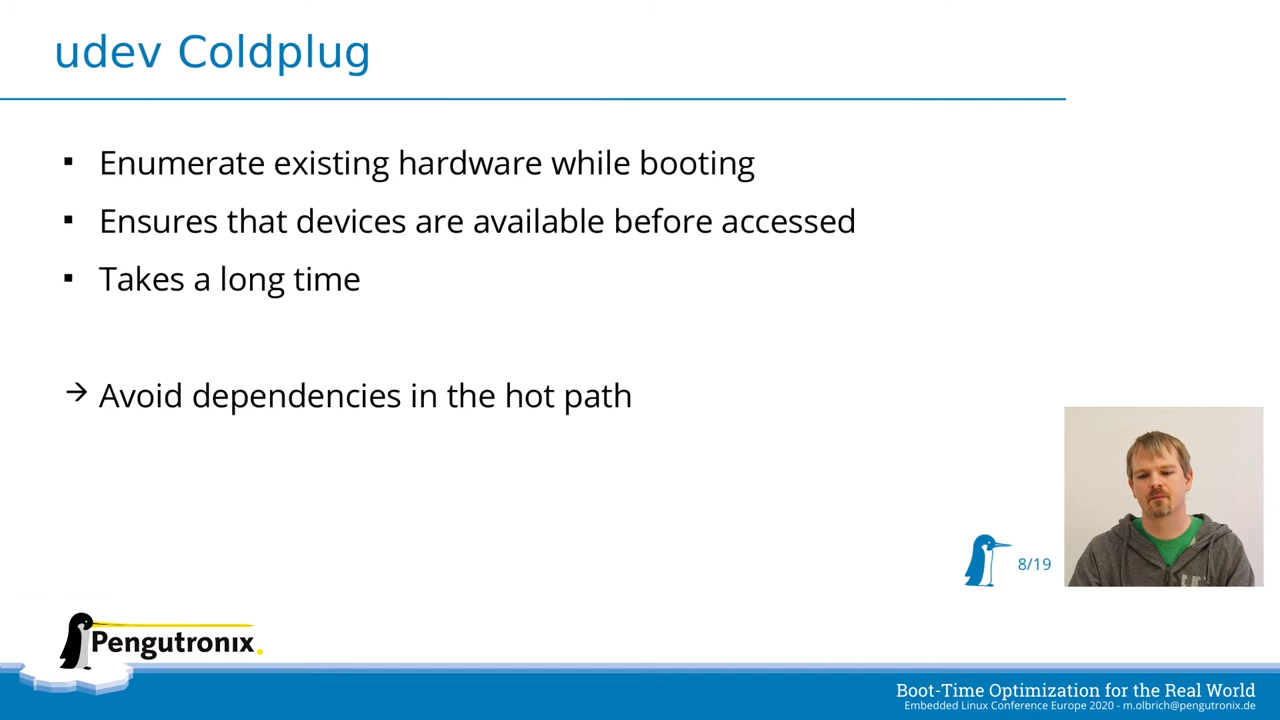 udev Coldplug
▪ Enumerate existing hardware while booting
▪ Ensures that devices are available before accessed
▪ Takes a long time
→ Avoid dependencies in the hot path
8/19
Pengutronix
Boot-Time Optimization for the Real World
Embedded Linux Conference Europe 2020 - m.olbrich@pengutronix.de